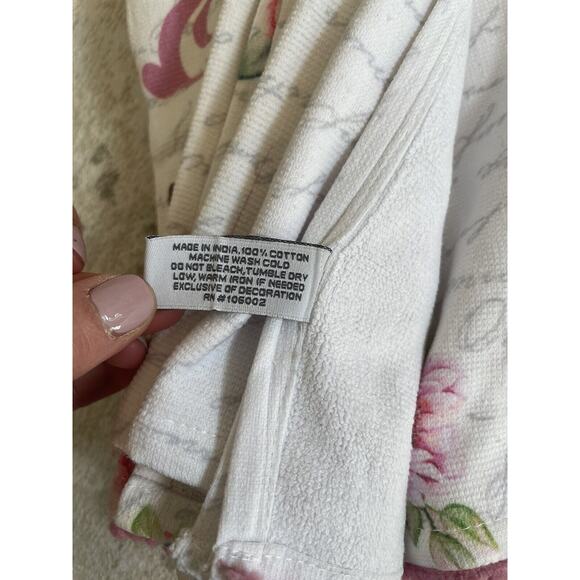 MADE IN INDIA, 100% COTTON
MACHINE WASH COLD
DO NOT BLEACH, TUMBLE DRY
LOW, WARM IRON IF NEEDED
EXCLUSIVE OF DECORATION
RN #106002